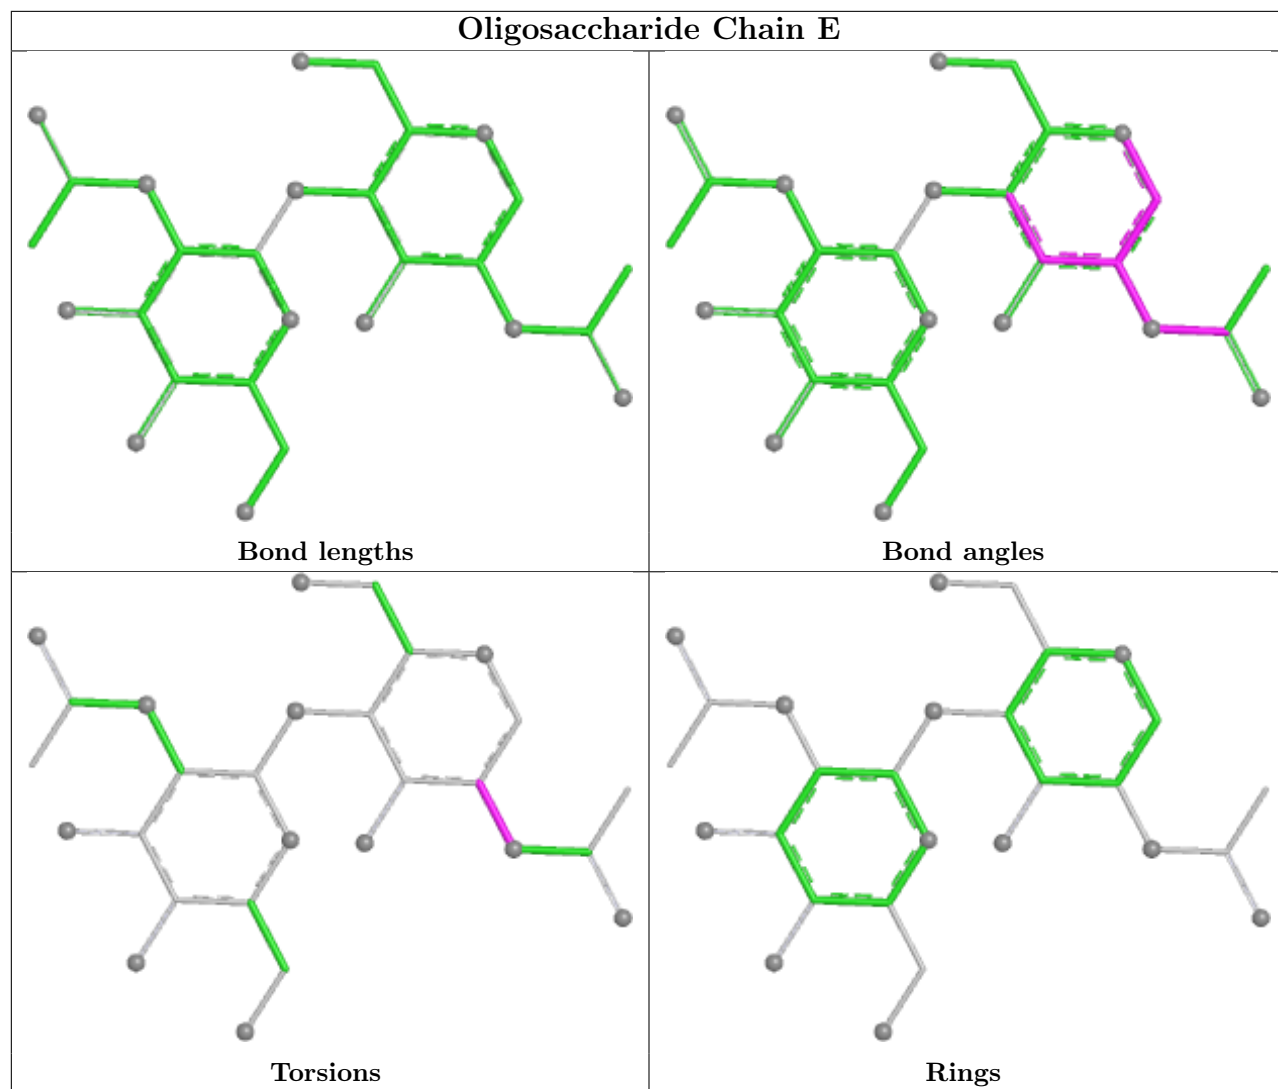 Oligosaccharide Chain E
Bond lengths
Bond angles
Torsions
Rings